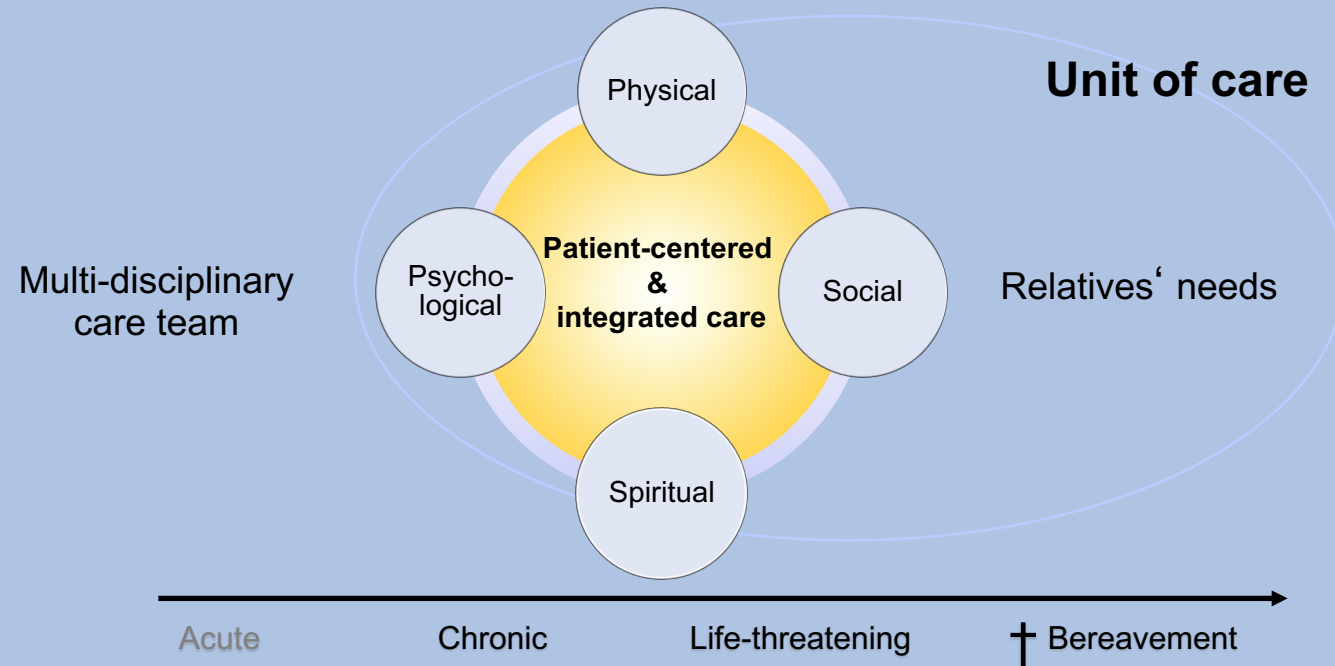 Unit of care
Physical
Multi-disciplinary
care team
Psycho-
logical
Patient-centered
&
integrated care
Social
Relatives‘ needs
Spiritual
Acute
Chronic
Life-threatening
† Bereavement